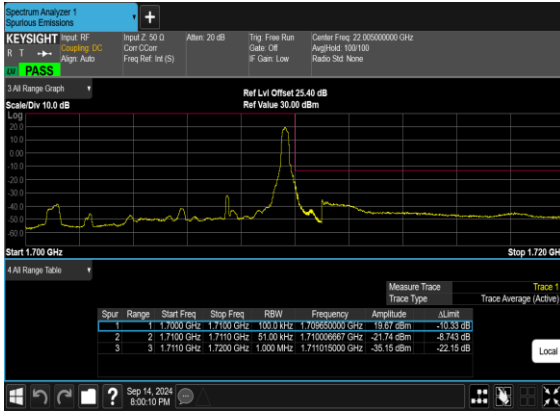 Spectrum Analyzer 1
Spurious Emissions
+
KEYSIGHT Input: RF Input Z: 50 Ω Atten: 20 dB Trig: Free Run Center Freq: 22.005000000 GHz
R T Coupling: DC Corr CCorr Gate: Off Avg|Hold: 100/100
Align: Auto Freq Ref: Int (S) IF Gain: Low Radio Std: None
PASS
3 All Range Graph
Ref Lvl Offset 25.40 dB
Scale/Div 10.0 dB Ref Value 30.00 dBm
Log
20.0
10.0
0.00
-10.0
-20.0
-30.0
-40.0
-50.0
-60.0
Start 1.700 GHz Stop 1.720 GHz
4 All Range Table
Measure Trace Trace 1
Trace Type Trace Average (Active)
Spur Range Start Freq Stop Freq RBW Frequency Amplitude ΔLimit
1 1 1.7000 GHz 1.7100 GHz 100.0 kHz 1.709650000 GHz 19.67 dBm -10.33 dB
2 2 1.7100 GHz 1.7110 GHz 51.00 kHz 1.710006667 GHz -21.74 dBm -8.743 dB
3 3 1.7110 GHz 1.7200 GHz 1.000 MHz 1.711015000 GHz -35.15 dBm -22.15 dB
Local
? Sep 14, 2024
8:00:10 PM